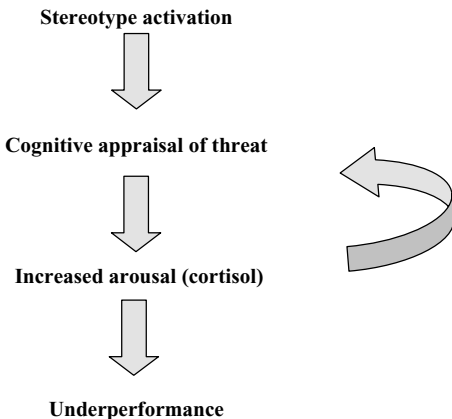 Stereotype activation
Cognitive appraisal of threat
Increased arousal (cortisol)
Underperformance